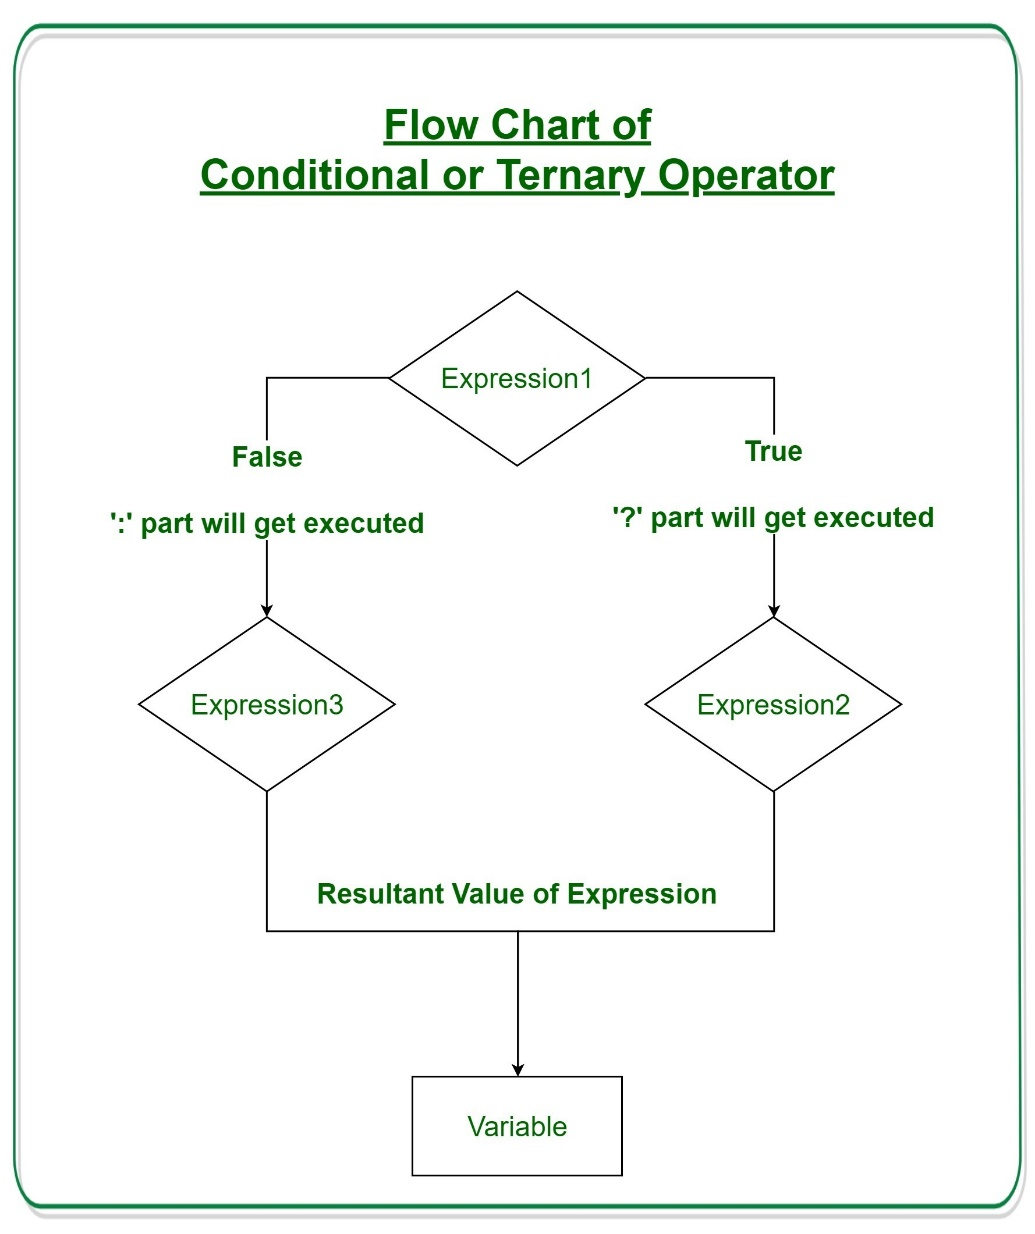 Flow Chart of
Conditional or Ternary Operator
Expression1
False
True
':' part will get executed
'?' part will get executed
Expression3
Expression2
Resultant Value of Expression
Variable